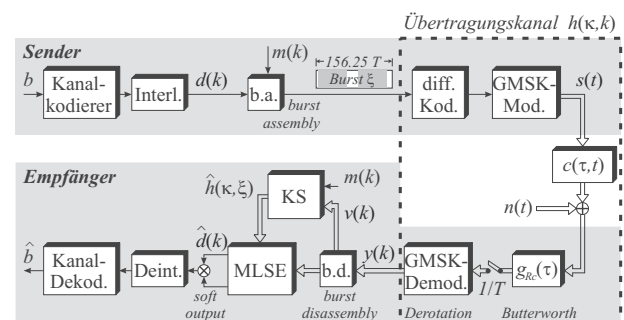 Übertragungskanal h(κ,k)
Sender
m(k)
156.25 T
b
Kanal-
kodierer
Interl.
d(k)
b.a.
Burst ξ
burst
assembly
diff.
Kod.
GMSK-
Mod.
s(t)
c(τ,t)
n(t)
Empfänger
ĥ(κ,ξ)
KS
m(k)
v(k)
b̂
Kanal-
Dekod.
Deint.
d̂(k)
soft
output
MLSE
b.d.
burst
disassembly
y(k)
GMSK-
Demod.
Derotation
1/T
g_Rc(τ)
Butterworth